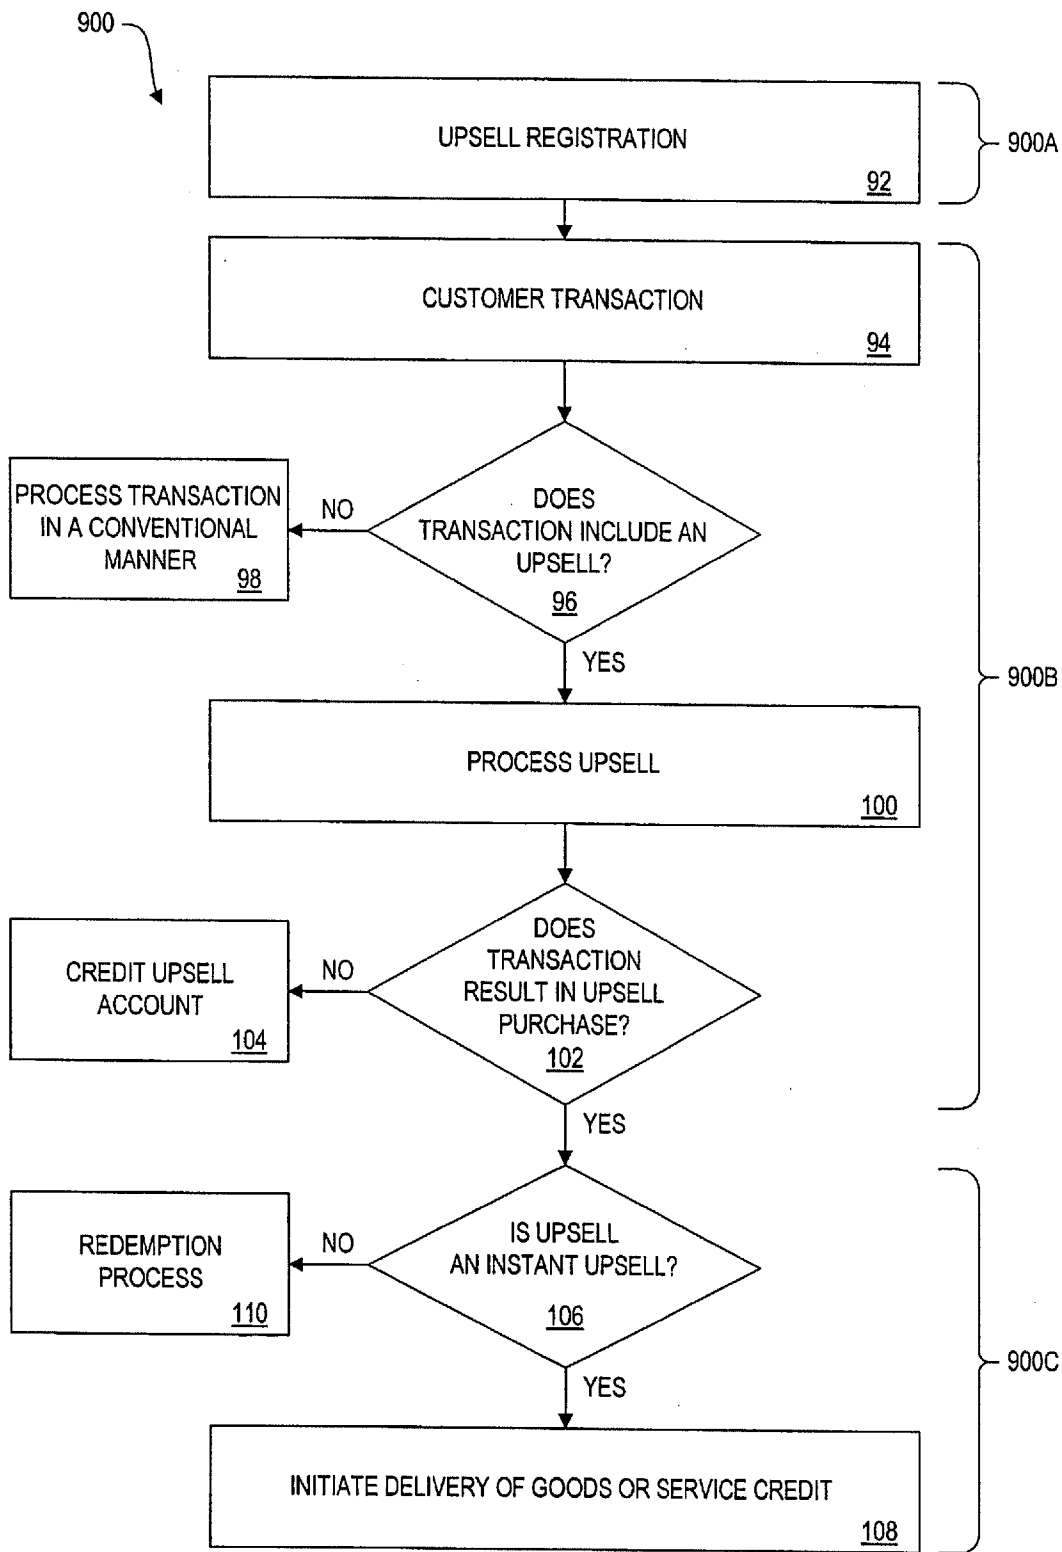 900
UPSELL REGISTRATION
92
900A
CUSTOMER TRANSACTION
94
DOES
TRANSACTION INCLUDE AN
UPSELL?
96
NO
PROCESS TRANSACTION
IN A CONVENTIONAL
MANNER
98
YES
900B
PROCESS UPSELL
100
DOES
TRANSACTION
RESULT IN UPSELL
PURCHASE?
102
NO
CREDIT UPSELL
ACCOUNT
104
YES
IS UPSELL
AN INSTANT UPSELL?
106
NO
REDEMPTION
PROCESS
110
YES
900C
INITIATE DELIVERY OF GOODS OR SERVICE CREDIT
108